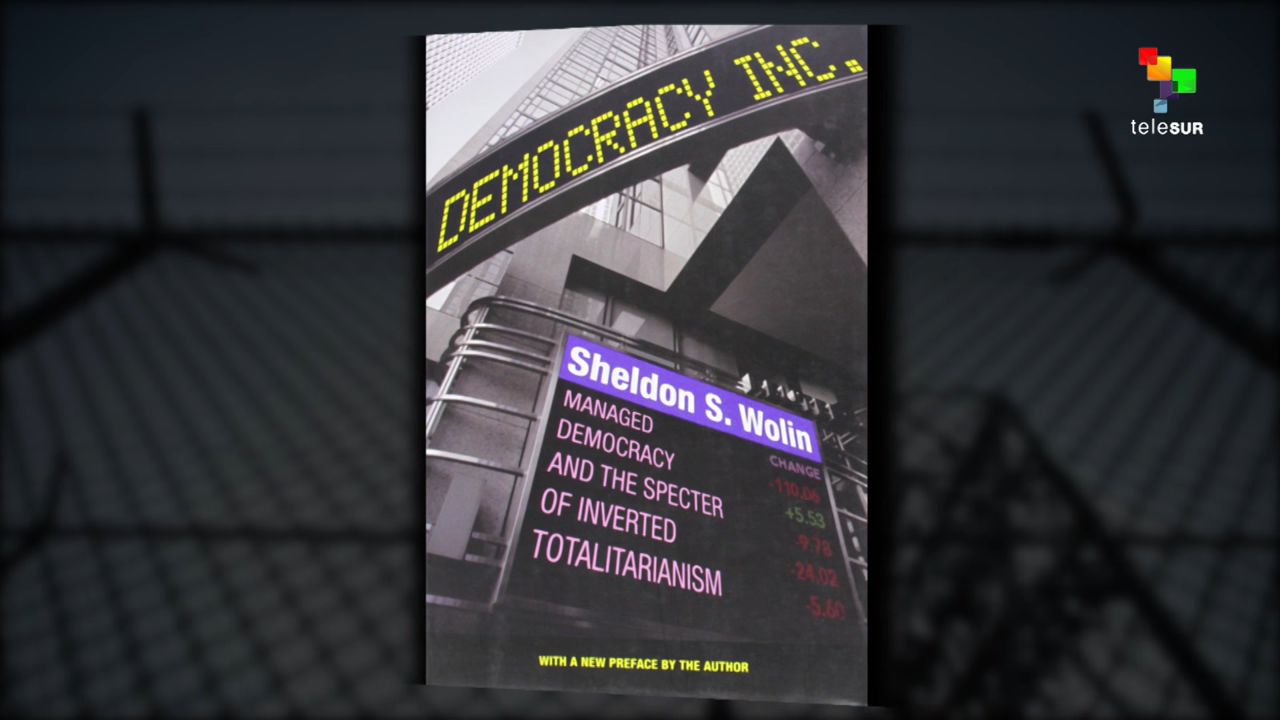 DEMOCRACY INC.
teleSUR
Sheldon S. Wolin
MANAGED
DEMOCRACY
AND THE SPECTER
OF INVERTED
TOTALITARIANISM
CHANGE
-110.06
+5.53
-9.78
-24.02
-5.60
WITH A NEW PREFACE BY THE AUTHOR